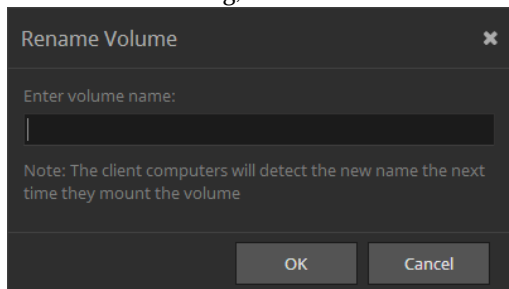 Rename Volume
Enter volume name:
Note: The client computers will detect the new name the next
time they mount the volume
OK
Cancel